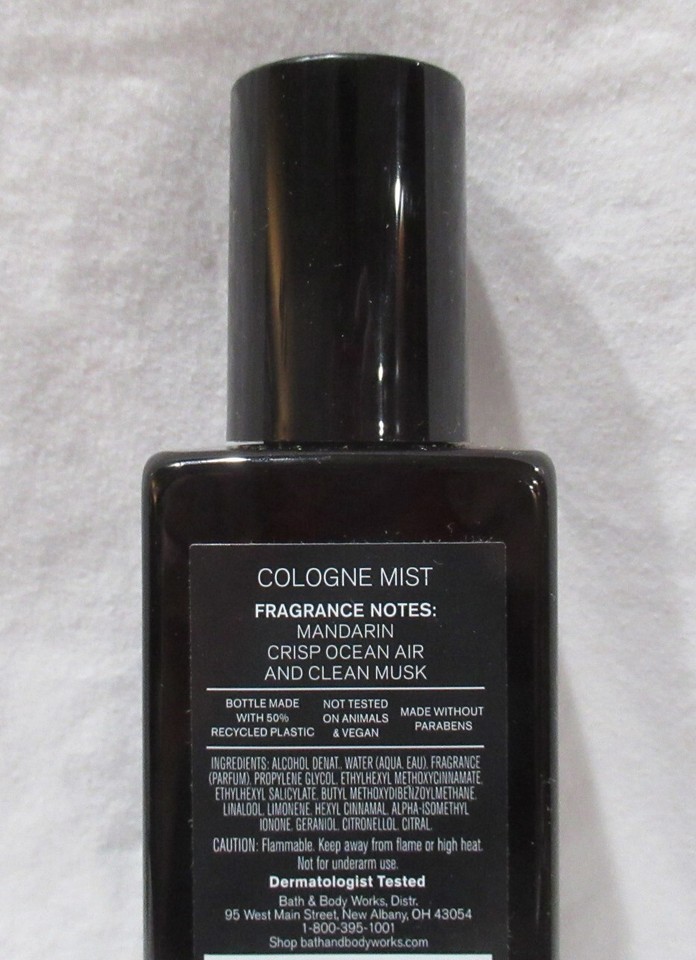 COLOGNE MIST
FRAGRANCE NOTES:
MANDARIN
CRISP OCEAN AIR
AND CLEAN MUSK
BOTTLE MADE
WITH 50%
RECYCLED PLASTIC
NOT TESTED
ON ANIMALS
& VEGAN
MADE WITHOUT
PARABENS
INGREDIENTS: ALCOHOL DENAT., WATER (AQUA, EAU), FRAGRANCE
(PARFUM), PROPYLENE GLYCOL, ETHYLHEXYL METHOXYCINNAMATE,
ETHYLHEXYL SALICYLATE, BUTYL METHOXYDIBENZOYLMETHANE,
LINALOOL, LIMONENE, HEXYL CINNAMAL, ALPHA-ISOMETHYL
IONONE, GERANIOL, CITRONELLOL, CITRAL.
CAUTION: Flammable. Keep away from flame or high heat.
Not for underarm use.
Dermatologist Tested
Bath & Body Works, Distr.
95 West Main Street, New Albany, OH 43054
1-800-395-1001
Shop bathandbodyworks.com